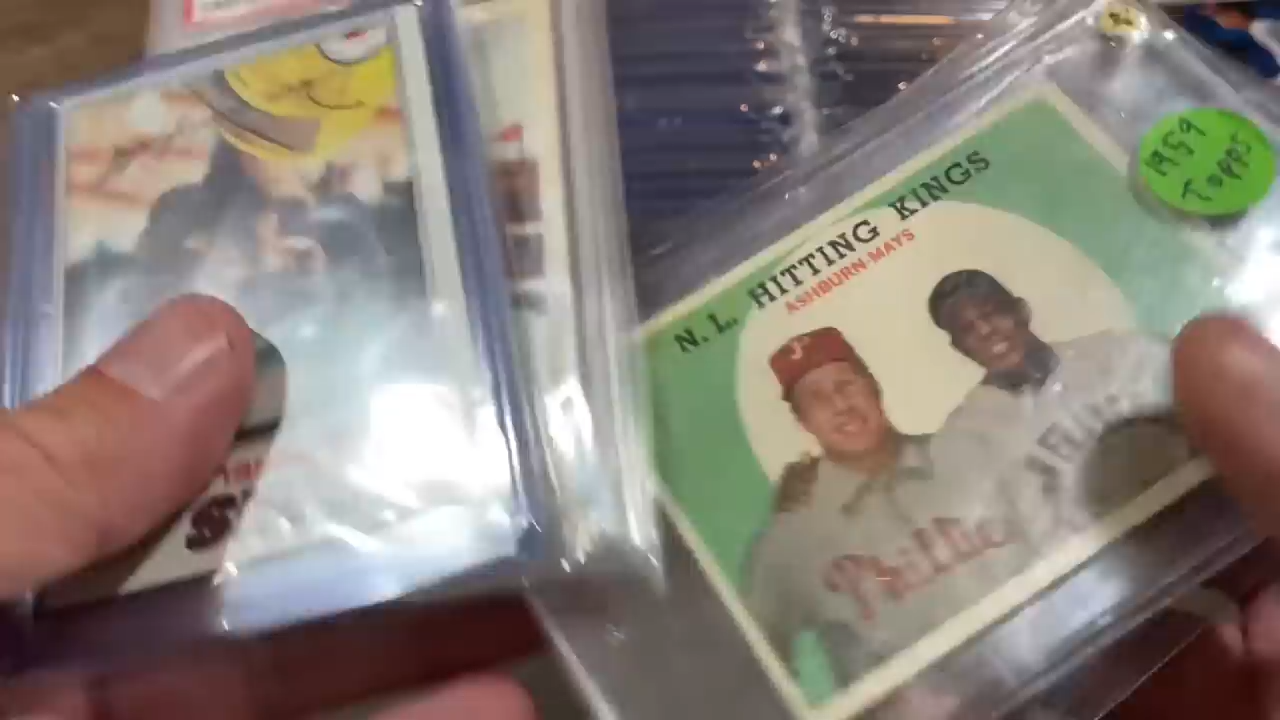 N.L. HITTING KINGS
ASHBURN-MAYS
1959
TOPPS
P
Phillies